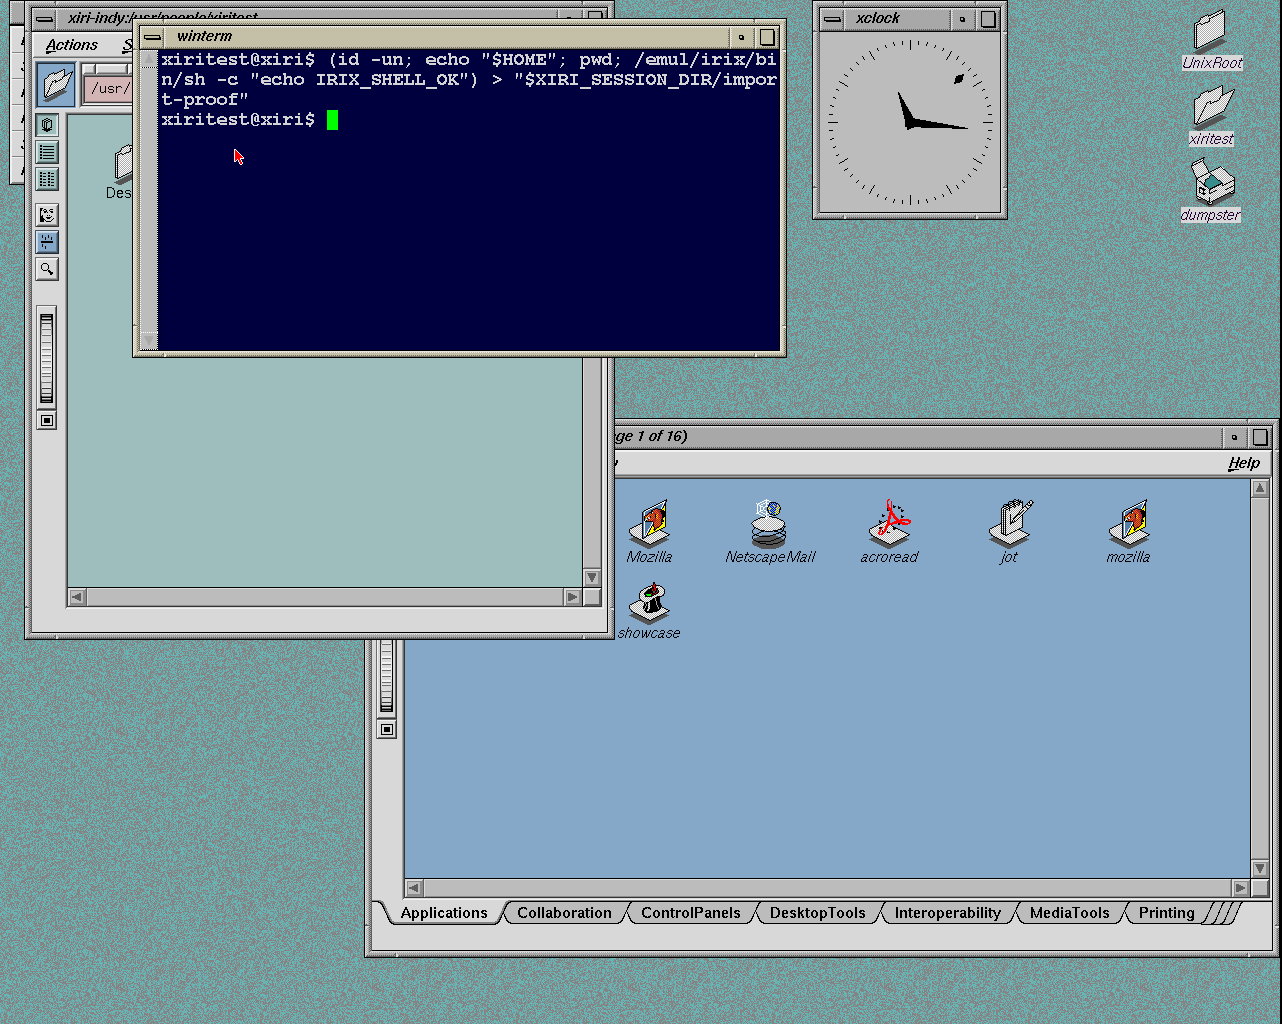 xiri-indy:/usr/people/xiritest
Actions
winterm
xiritest@xiri$ (id -un; echo "$HOME"; pwd; /emul/irix/bi
n/sh -c "echo IRIX_SHELL_OK") > "$XIRI_SESSION_DIR/impor
t-proof"
xiritest@xiri$
/usr/
Des
xclock
UnixRoot
xiritest
dumpster
ge 1 of 16)
Help
Mozilla
NetscapeMail
acroread
jot
mozilla
showcase
Applications
Collaboration
ControlPanels
DesktopTools
Interoperability
MediaTools
Printing